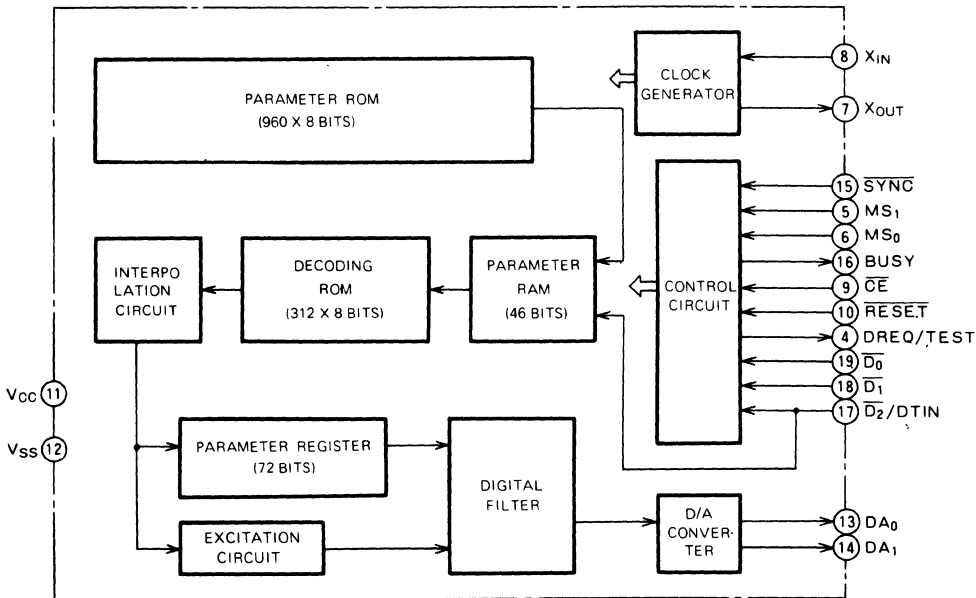 PARAMETER ROM
(960 X 8 BITS)
CLOCK
GENERATOR
8 XIN
7 XOUT
15 SYNC
5 MS1
6 MS0
16 BUSY
9 CE
10 RESET
4 DREQ/TEST
19 D0
18 D1
17 D2/DTIN
CONTROL
CIRCUIT
INTERPO
LATION
CIRCUIT
DECODING
ROM
(312 X 8 BITS)
PARAMETER
RAM
(46 BITS)
VCC 11
VSS 12
PARAMETER REGISTER
(72 BITS)
EXCITATION
CIRCUIT
DIGITAL
FILTER
D/A
CONVER-
TER
13 DA0
14 DA1